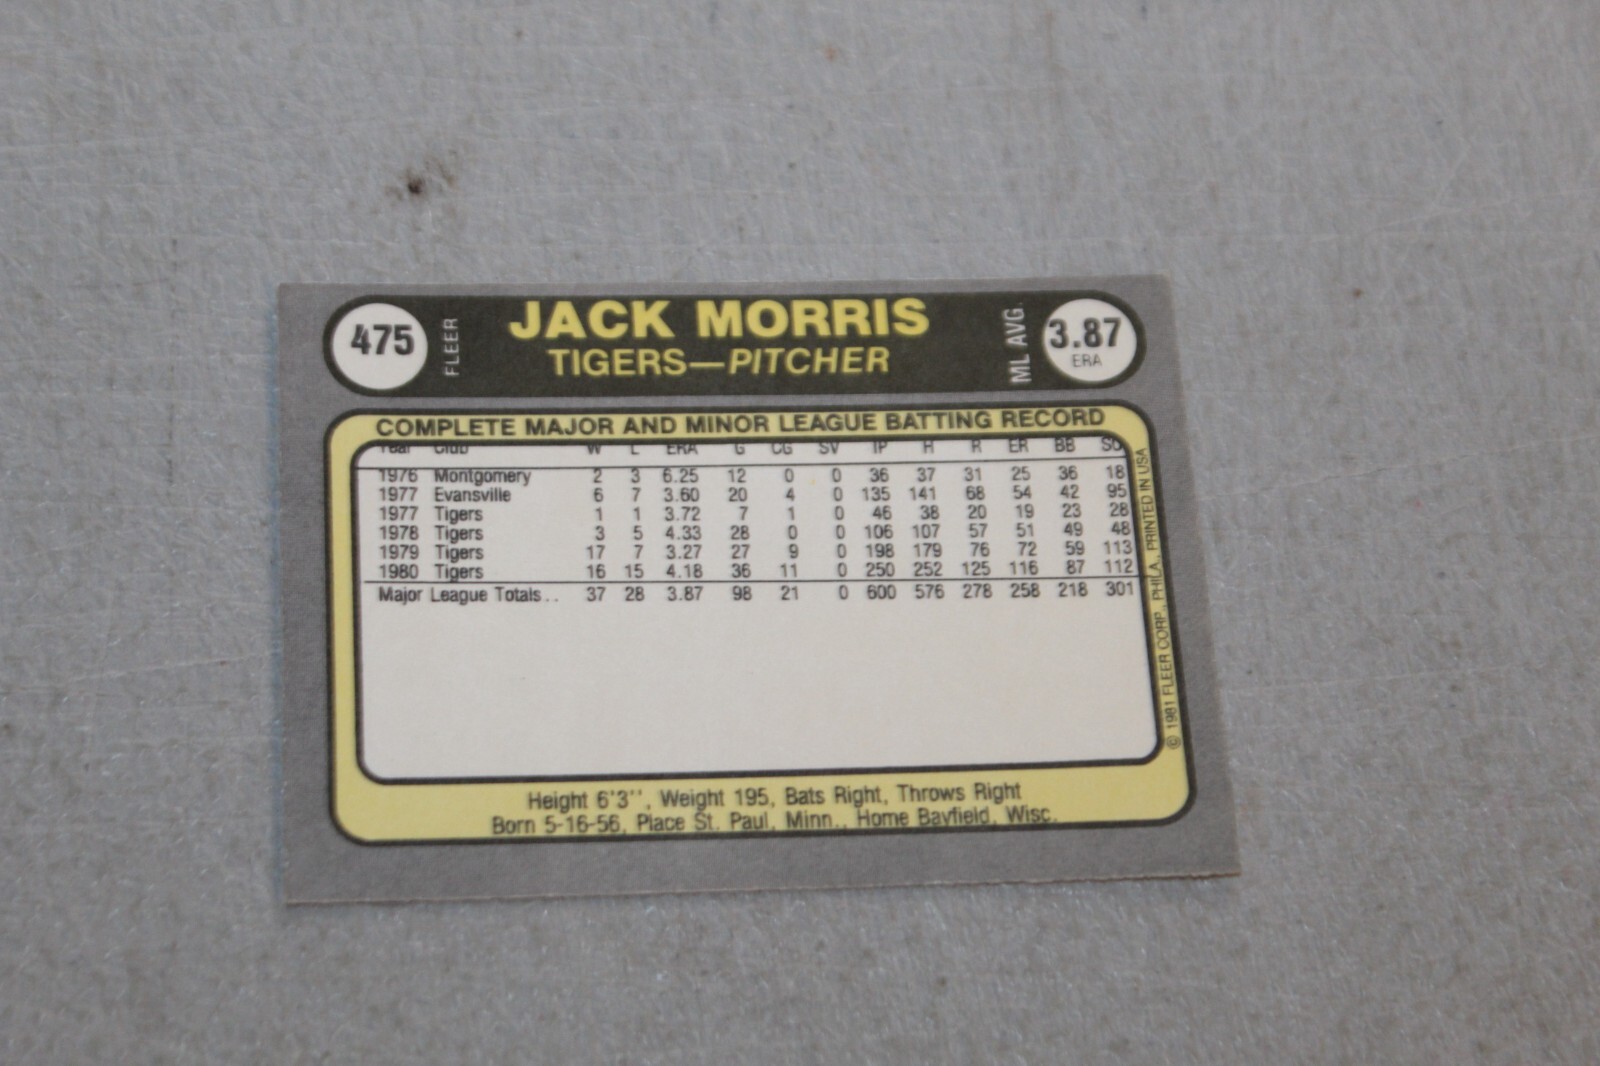 475 FLEER JACK MORRIS ML AVG. 3.87
TIGERS—PITCHER ERA
COMPLETE MAJOR AND MINOR LEAGUE BATTING RECORD
Year Club W L ERA G CG SV IP H R ER BB SO
1976 Montgomery 2 3 6.25 12 0 0 36 37 31 25 36 18
1977 Evansville 6 7 3.60 20 4 0 135 141 68 54 42 95
1977 Tigers 1 1 3.72 7 1 0 46 38 20 19 23 28
1978 Tigers 3 5 4.33 28 0 0 106 107 57 51 49 48
1979 Tigers 17 7 3.27 27 9 0 198 179 76 72 59 113
1980 Tigers 16 15 4.18 36 11 0 250 252 125 116 87 112
Major League Totals . . 37 28 3.87 98 21 0 600 576 278 258 218 301
Height 6'3'', Weight 195, Bats Right, Throws Right
Born 5-16-56, Place St. Paul, Minn., Home Bayfield, Wisc.
© 1981 FLEER CORP., PHILA., PRINTED IN USA